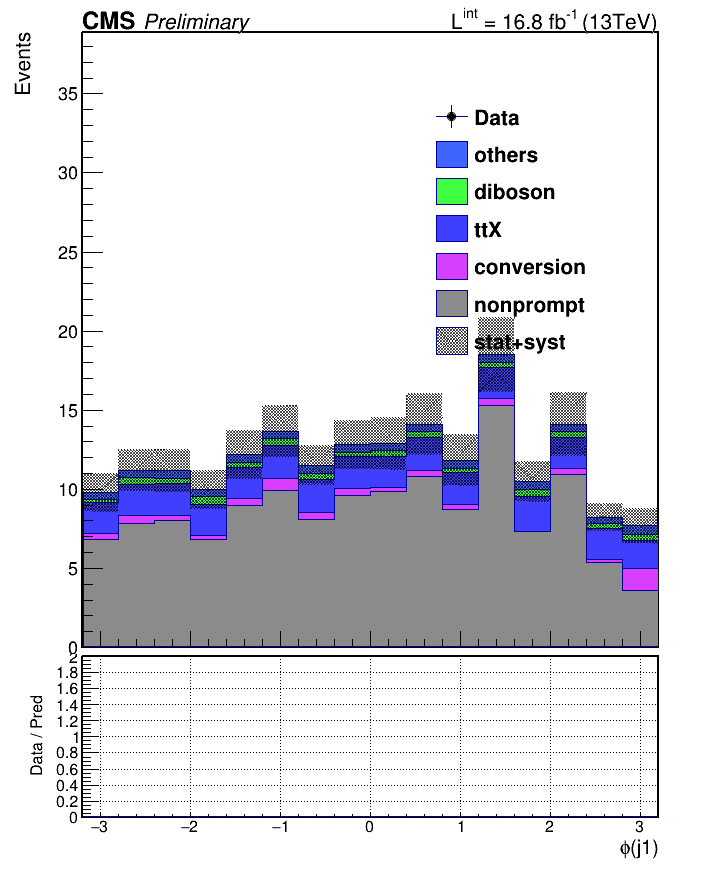 CMS Preliminary L^int = 16.8 fb^-1 (13TeV)
Events
35
30
25
20
15
10
5
0
Data
others
diboson
ttX
conversion
nonprompt
stat+syst
Data / Pred
2
1.8
1.6
1.4
1.2
1
0.8
0.6
0.4
0.2
0
−3 −2 −1 0 1 2 3
ϕ(j1)